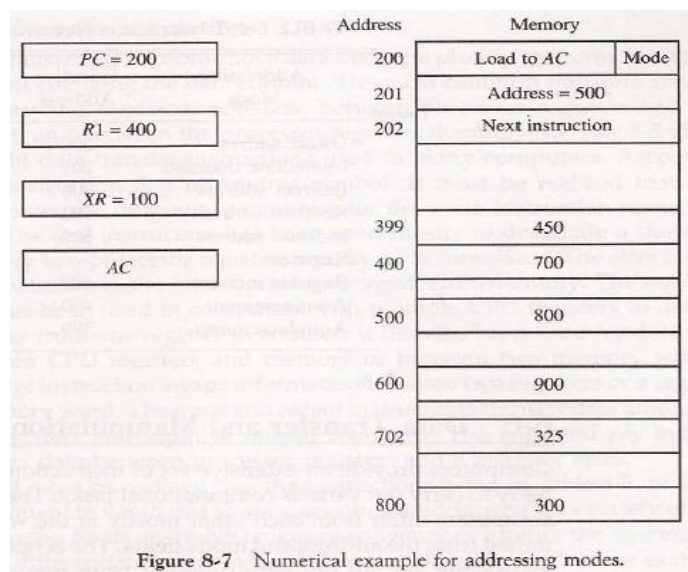 Address Memory
PC = 200 200 Load to AC Mode
201 Address = 500
R1 = 400 202 Next instruction
XR = 100
399 450
AC 400 700
500 800
600 900
702 325
800 300
Figure 8-7 Numerical example for addressing modes.